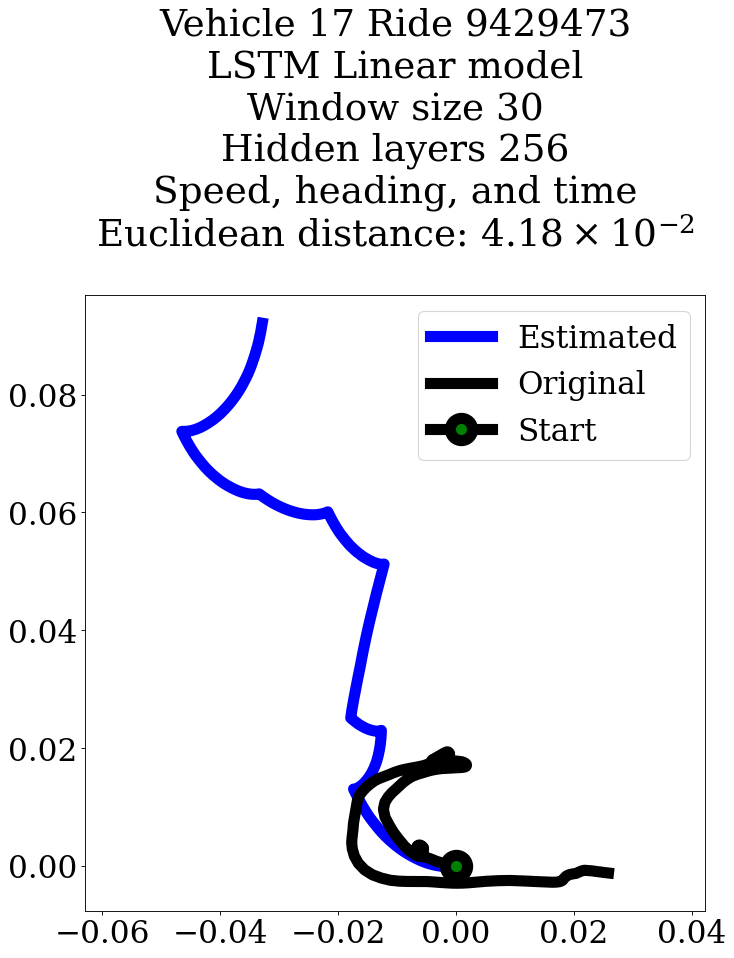 Vehicle 17 Ride 9429473
LSTM Linear model
Window size 30
Hidden layers 256
Speed, heading, and time
Euclidean distance: 4.18 × 10⁻²
Estimated
Original
Start
0.08
0.06
0.04
0.02
0.00
−0.06 −0.04 −0.02 0.00 0.02 0.04